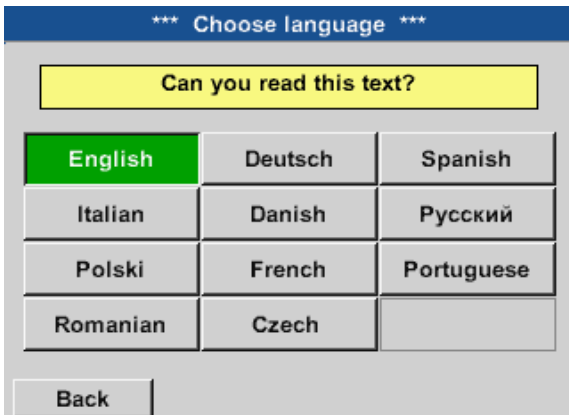 *** Choose language ***
Can you read this text?
English Deutsch Spanish
Italian Danish Русский
Polski French Portuguese
Romanian Czech
Back